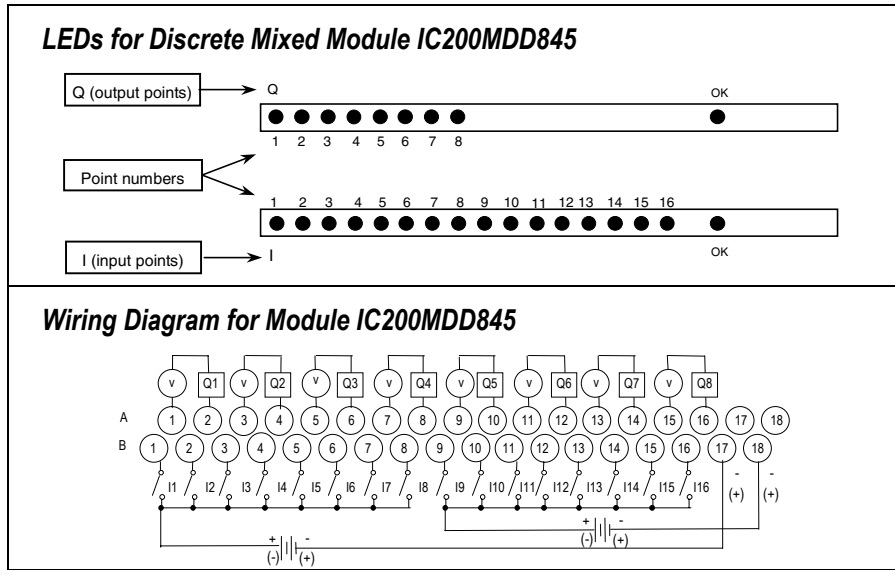 LEDs for Discrete Mixed Module IC200MDD845
Q (output points)
Q
OK
1 2 3 4 5 6 7 8
Point numbers
1 2 3 4 5 6 7 8 9 10 11 12 13 14 15 16
I (input points)
I
OK
Wiring Diagram for Module IC200MDD845
v Q1 v Q2 v Q3 v Q4 v Q5 v Q6 v Q7 v Q8
A 1 2 3 4 5 6 7 8 9 10 11 12 13 14 15 16 17 18
B 1 2 3 4 5 6 7 8 9 10 11 12 13 14 15 16 17 18
I1 I2 I3 I4 I5 I6 I7 I8 I9 I10 I11 I12 I13 I14 I15 I16
- -
(+) (+)
+ -
(-) (+)
+ -
(-) (+)